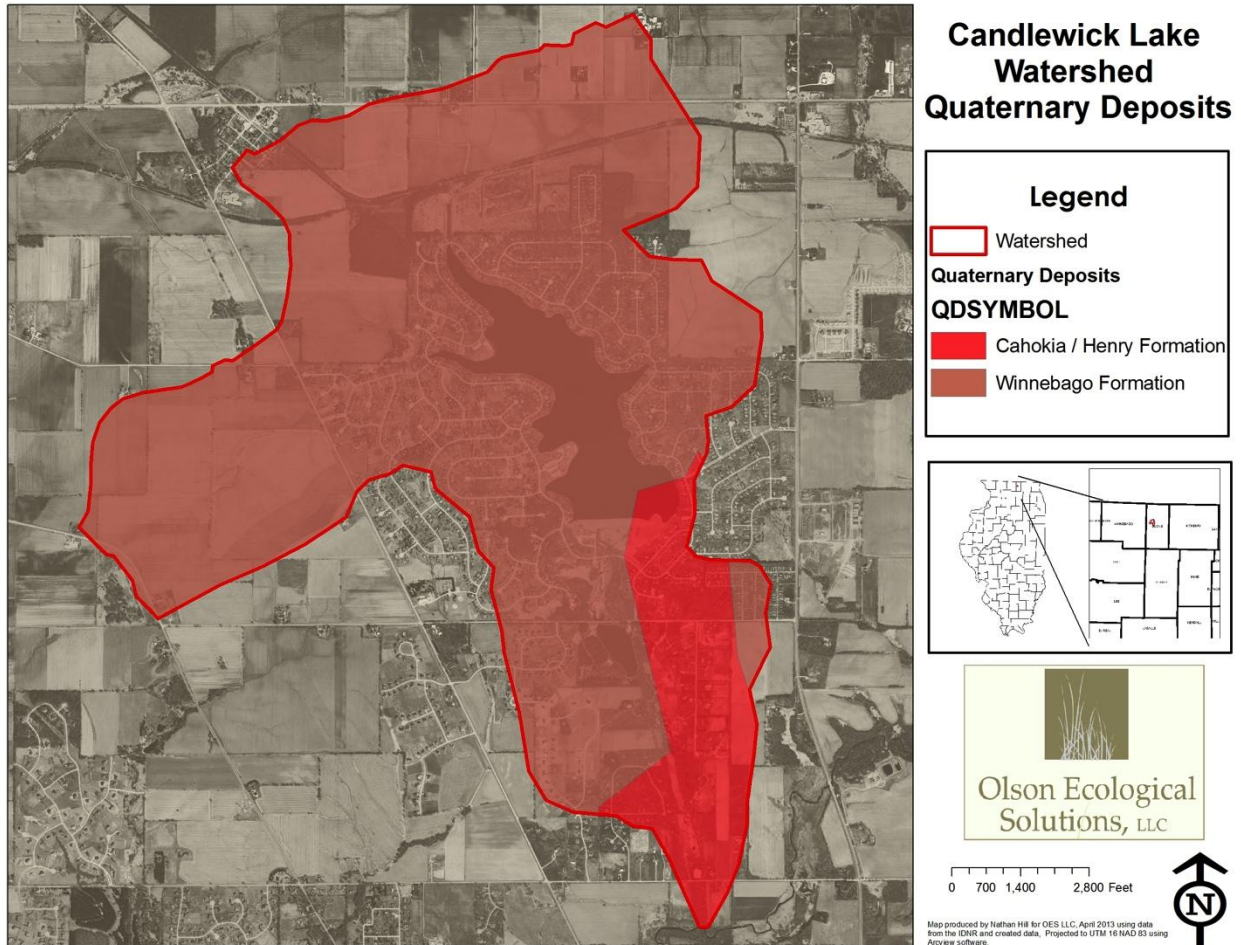 Candlewick Lake
Watershed
Quaternary Deposits
Legend
Watershed
Quaternary Deposits
QDSYMBOL
Cahokia / Henry Formation
Winnebago Formation
Olson Ecological
Solutions, LLC
0 700 1,400 2,800 Feet
N
Map produced by Nathan Hill for OES LLC, April 2013 using data
from the IDNR and created data, Projected to UTM 16 NAD 83 using
Arcview software.